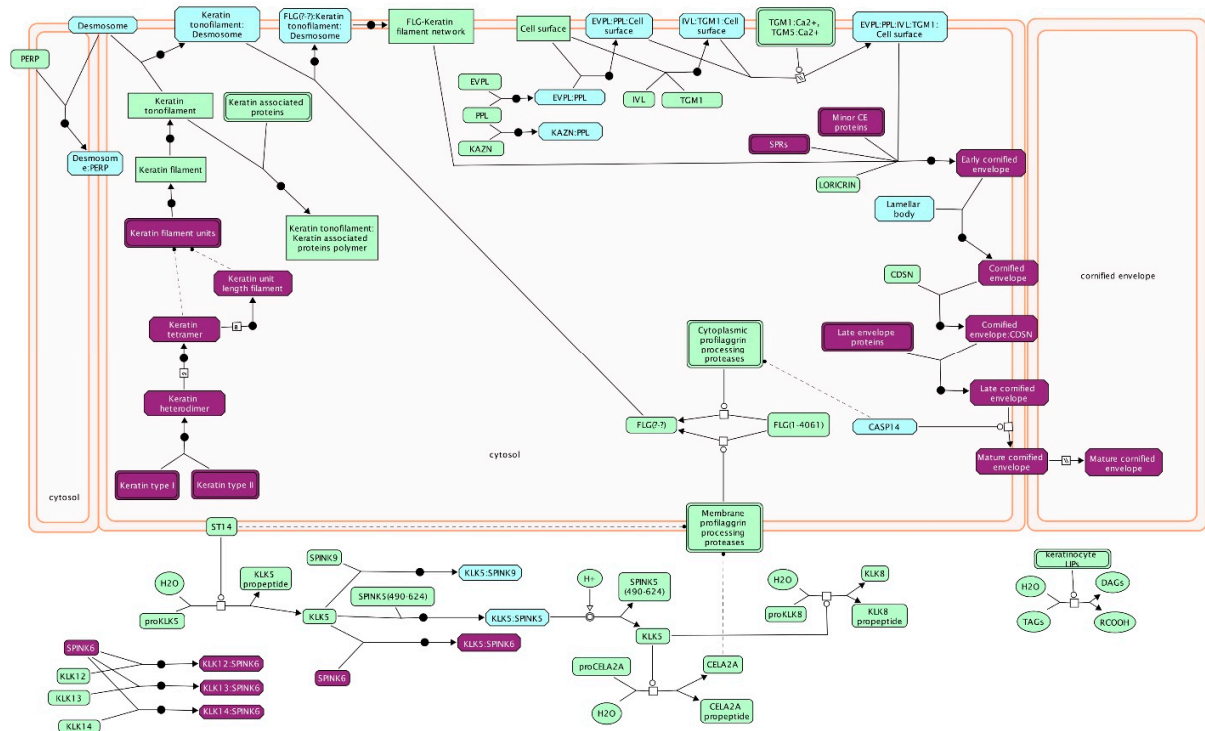 Desmosome
Keratin
tonofilament:
Desmosome
FLG(?-?):Keratin
tonofilament:
Desmosome
FLG-Keratin
filament network
Cell surface
EVPL:PPL:Cell
surface
IVL:TGM1:Cell
surface
TGM1:Ca2+,
TGM5:Ca2+
EVPL:PPL:IVL:TGM1:
Cell surface
PERP
EVPL
EVPL:PPL
IVL
TGM1
Keratin
tonofilament
Keratin associated
proteins
PPL
KAZN:PPL
KAZN
Minor CE
proteins
SPRs
Desmosom
e:PERP
Keratin filament
LORICRIN
Early cornified
envelope
Lamellar
body
Keratin filament units
Keratin tonofilament:
Keratin associated
proteins polymer
Keratin unit
length filament
CDSN
Cornified
envelope
cornified envelope
Keratin
tetramer
8
Cytoplasmic
profilaggrin
processing
proteases
Late envelope
proteins
Cornified
envelope:CDSN
2
Keratin
heterodimer
Late cornified
envelope
FLG(?-?)
FLG(1-4061)
CASP14
cytosol
Mature cornified
envelope
Mature cornified
envelope
Keratin type I
Keratin type II
cytosol
ST14
Membrane
profilaggrin
processing
proteases
H2O
KLK5
propeptide
proKLK5
KLK5
SPINK9
KLK5:SPINK9
SPINK5(490-624)
KLK5:SPINK5
H+
SPINK5
(490-624)
KLK5
KLK5:SPINK6
SPINK6
H2O
proKLK8
KLK8
KLK8
propeptide
keratinocyte
LIPs
H2O
TAGs
DAGs
RCOOH
SPINK6
KLK12
KLK12:SPINK6
KLK13
KLK13:SPINK6
KLK14
KLK14:SPINK6
proCELA2A
H2O
CELA2A
CELA2A
propeptide